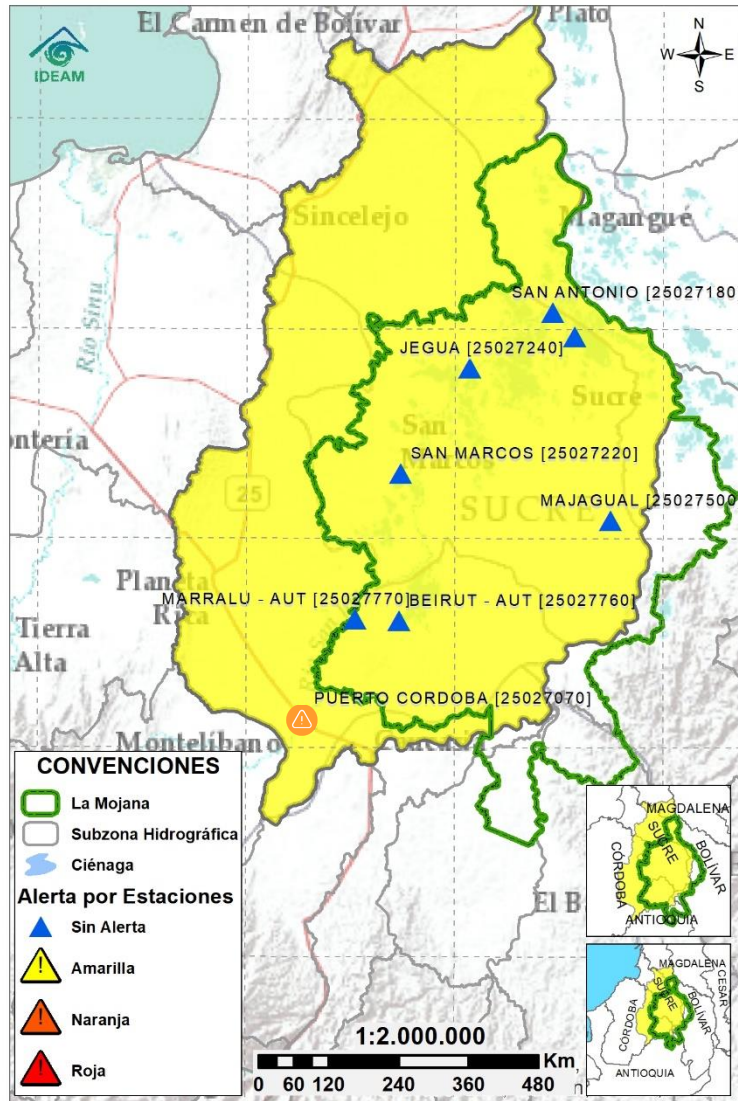 IDEAM
El Carmen de Bolívar
Plato
N
W E
S
Sincelejo
Magangué
Río Sinú
SAN ANTONIO [25027180
JEGUA [25027240]
Sucre
San
Marcos
ontería
SAN MARCOS [25027220]
25
MAJAGUAL [25027500
SUCRE
Planeta
Rica
MARRALU - AUT [25027770]
BEIRUT - AUT [25027760]
Tierra
Alta
PUERTO CORDOBA [25027070]
Montelíbano
El B
CONVENCIONES
La Mojana
Subzona Hidrográfica
Ciénaga
Alerta por Estaciones
Sin Alerta
Amarilla
Naranja
Roja
1:2.000.000
Km
0 60 120 240 360 480
MAGDALENA
SUCRE
BOLÍVAR
CÓRDOBA
ANTIOQUIA
MAGDALENA
CESAR
SUCRE
BOLÍVAR
CÓRDOBA
ANTIOQUIA